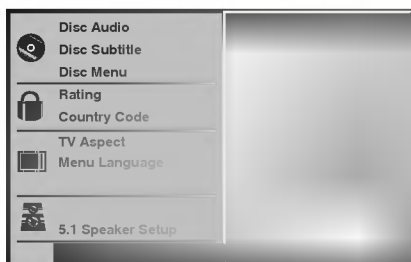 Disc Audio
Disc Subtitle
Disc Menu
Rating
Country Code
TV Aspect
Menu Language
5.1 Speaker Setup